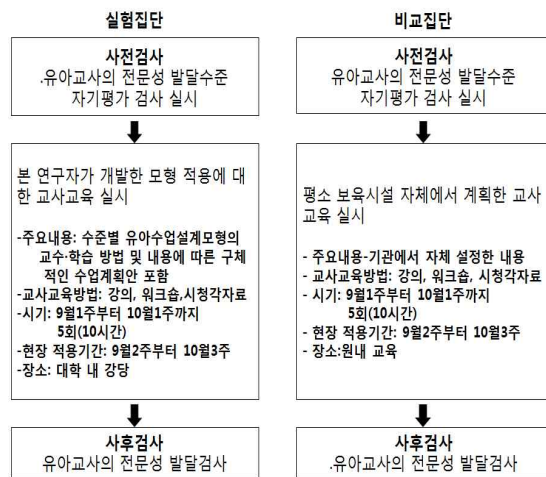 실험집단
사전검사
.유아교사의 전문성 발달수준
자기평가 검사 실시
본 연구자가 개발한 모형 적용에 대
한 교사교육 실시
-주요내용: 수준별 유아수업설계모형의
교수·학습 방법 및 내용에 따른 구체
적인 수업계획안 포함
-교사교육방법: 강의, 워크숍,시청각자료
-시기: 9월1주부터 10월1주까지
5회(10시간)
-현장 적용기간: 9월2주부터 10월3주
-장소: 대학 내 강당
사후검사
유아교사의 전문성 발달검사
비교집단
사전검사
유아교사의 전문성 발달수준
자기평가 검사 실시
평소 보육시설 자체에서 계획한 교사
교육 실시
- 주요내용-기관에서 자체 설정한 내용
- 교사교육방법: 강의, 워크숍, 시청각자료
- 시기: 9월1주부터 10월1주까지
5회(10시간)
- 현장 적용기간: 9월2주부터 10월3주
- 장소:원내 교육
사후검사
.유아교사의 전문성 발달검사